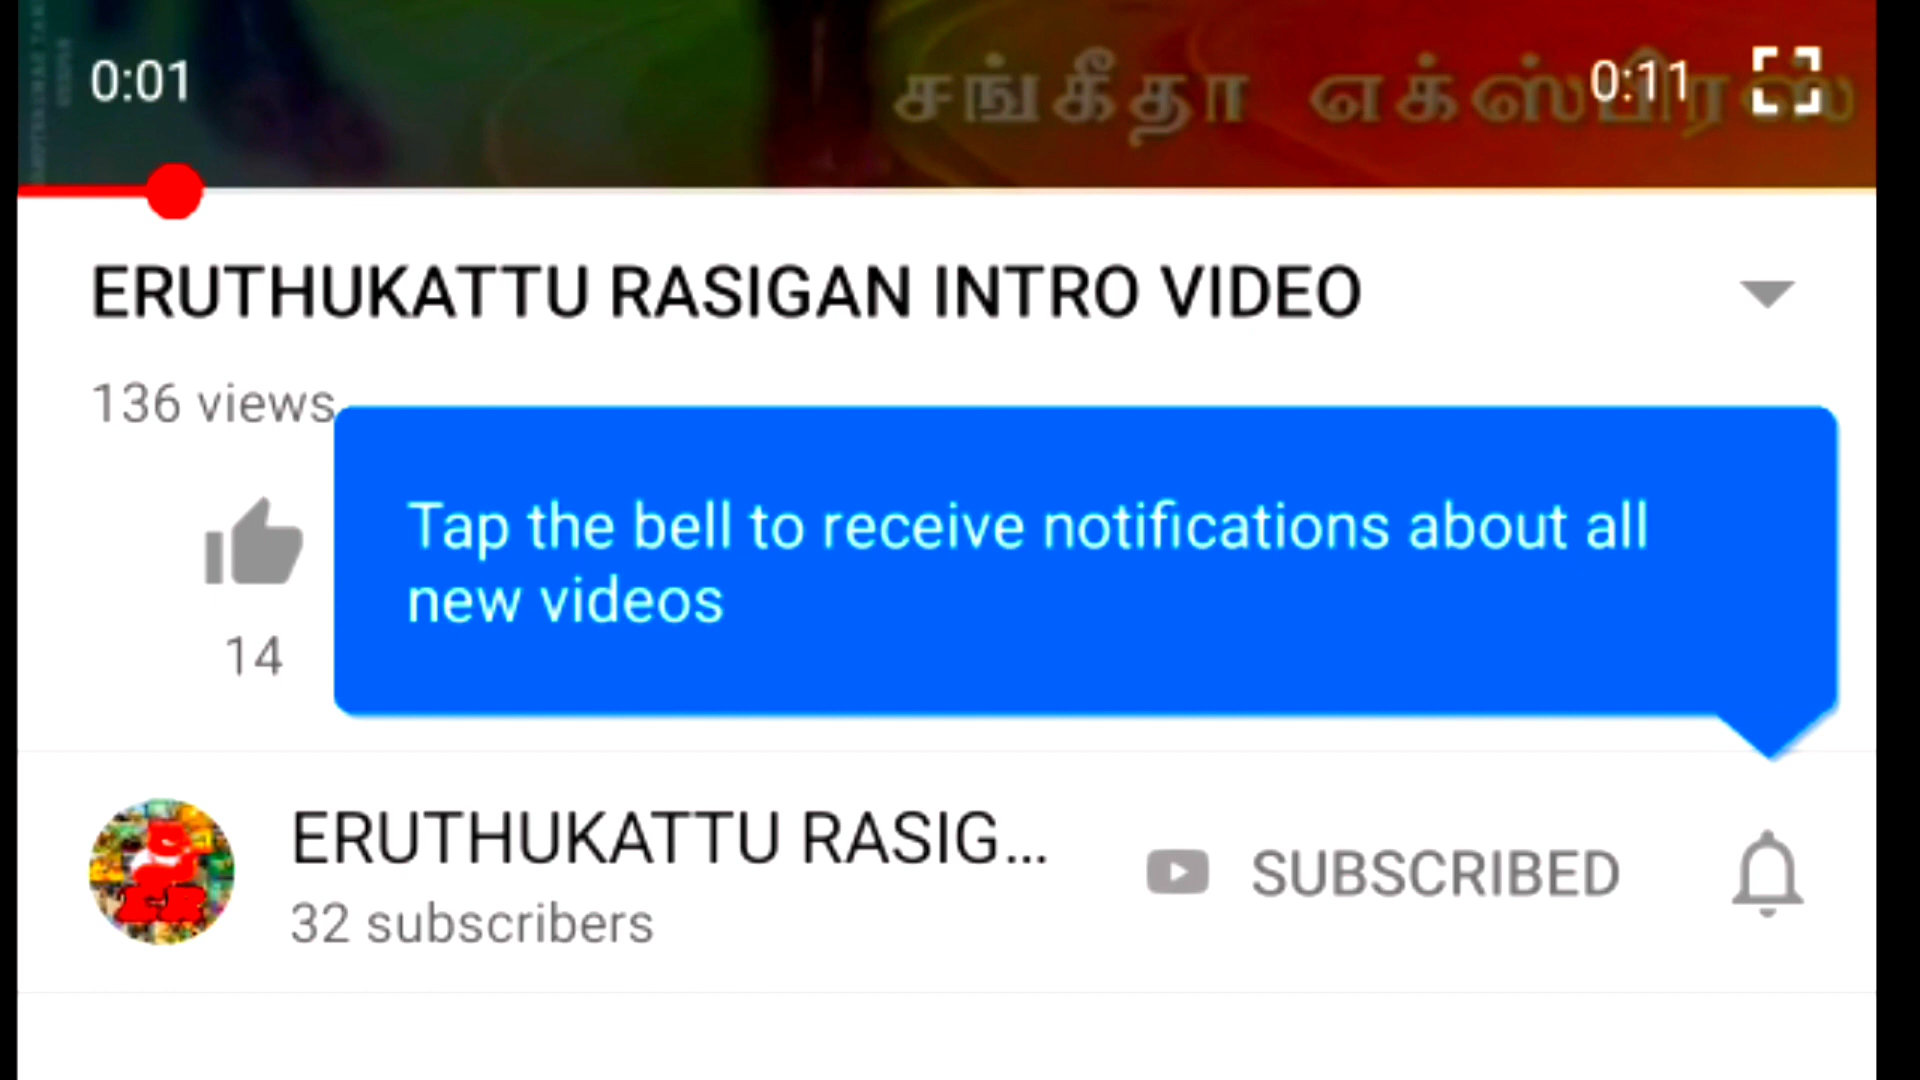 0:01
சங்கீதா எக்ஸ்பிரஸ்
0:11
ERUTHUKATTU RASIGAN INTRO VIDEO
136 views
Tap the bell to receive notifications about all
new videos
14
ERUTHUKATTU RASIG...
32 subscribers
SUBSCRIBED